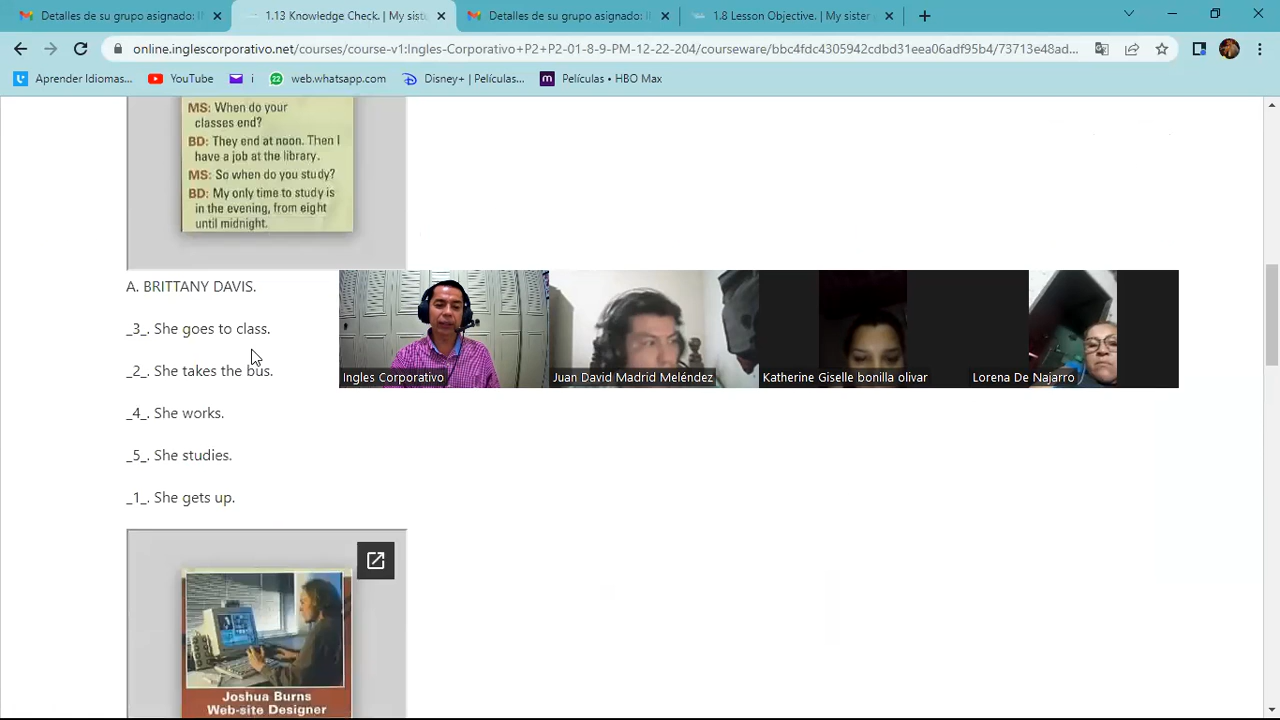 Detalles de su grupo asignado: I
1.13 Knowledge Check. | My sist
Detalles de su grupo asignado: I
1.8 Lesson Objective. | My sister
online.inglescorporativo.net/courses/course-v1:Ingles-Corporativo+P2+P2-01-8-9-PM-12-22-204/courseware/bbc4fdc4305942cdbd31eea06adf95b4/73713e48ad...
Aprender Idiomas...
YouTube
i
22
web.whatsapp.com
Disney+ | Películas,...
m
Películas • HBO Max
MS: When do your
classes end?
BD: They end at noon. Then I
have a job at the library.
MS: So when do you study?
BD: My only time to study is
in the evening, from eight
until midnight.
A. BRITTANY DAVIS.
_3_. She goes to class.
_2_. She takes the bus.
_4_. She works.
_5_. She studies.
_1_. She gets up.
Ingles Corporativo
Juan David Madrid Meléndez
Katherine Giselle bonilla olivar
Lorena De Najarro
Joshua Burns
Web-site Designer